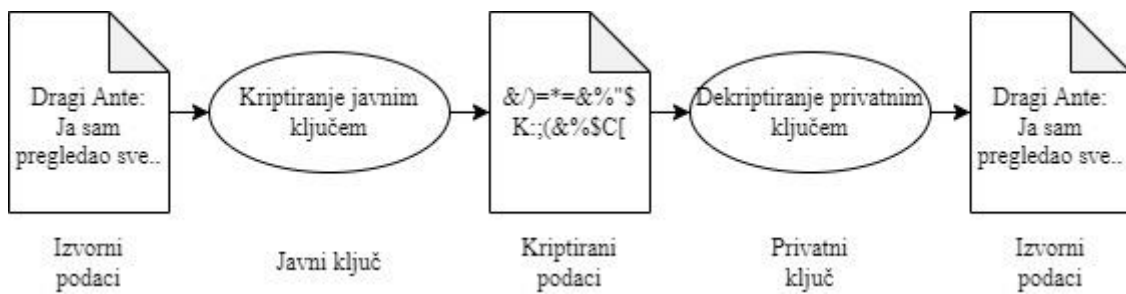 Dragi Ante:
Ja sam
pregledao sve..
Kriptiranje javnim
ključem
&/)=*=&%"$
K:;(&%$C[
Dekriptiranje privatnim
ključem
Dragi Ante:
Ja sam
pregledao sve..
Izvorni
podaci
Javni ključ
Kriptirani
podaci
Privatni
ključ
Izvorni
podaci